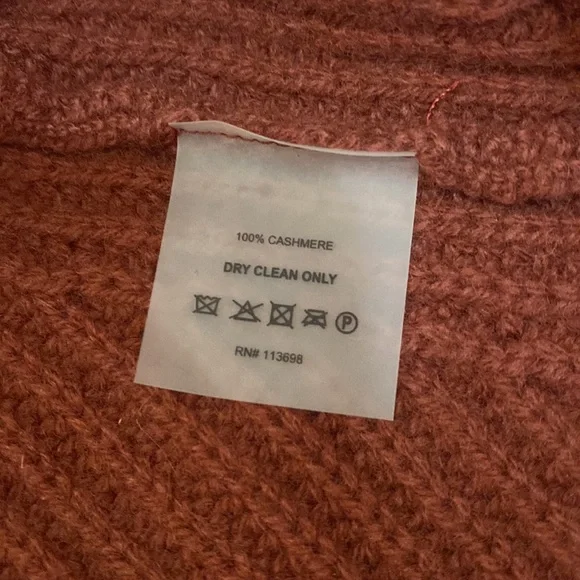 100% CASHMERE
DRY CLEAN ONLY
P
RN# 113698